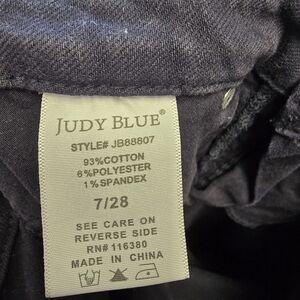 JUDY BLUE®
STYLE# JB88807
93%COTTON
6%POLYESTER
1%SPANDEX
7/28
SEE CARE ON
REVERSE SIDE
RN# 116380
MADE IN CHINA